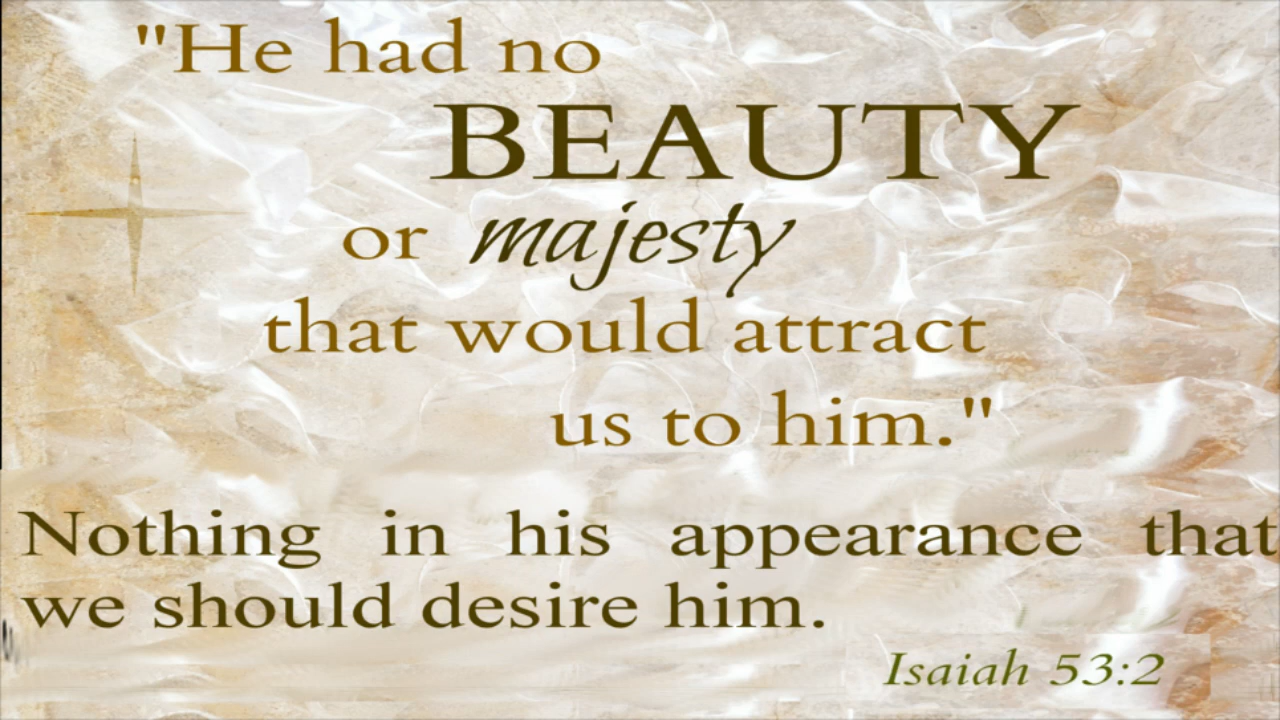 "He had no
BEAUTY
or majesty
that would attract
us to him."
Nothing in his appearance that
we should desire him.
Isaiah 53:2